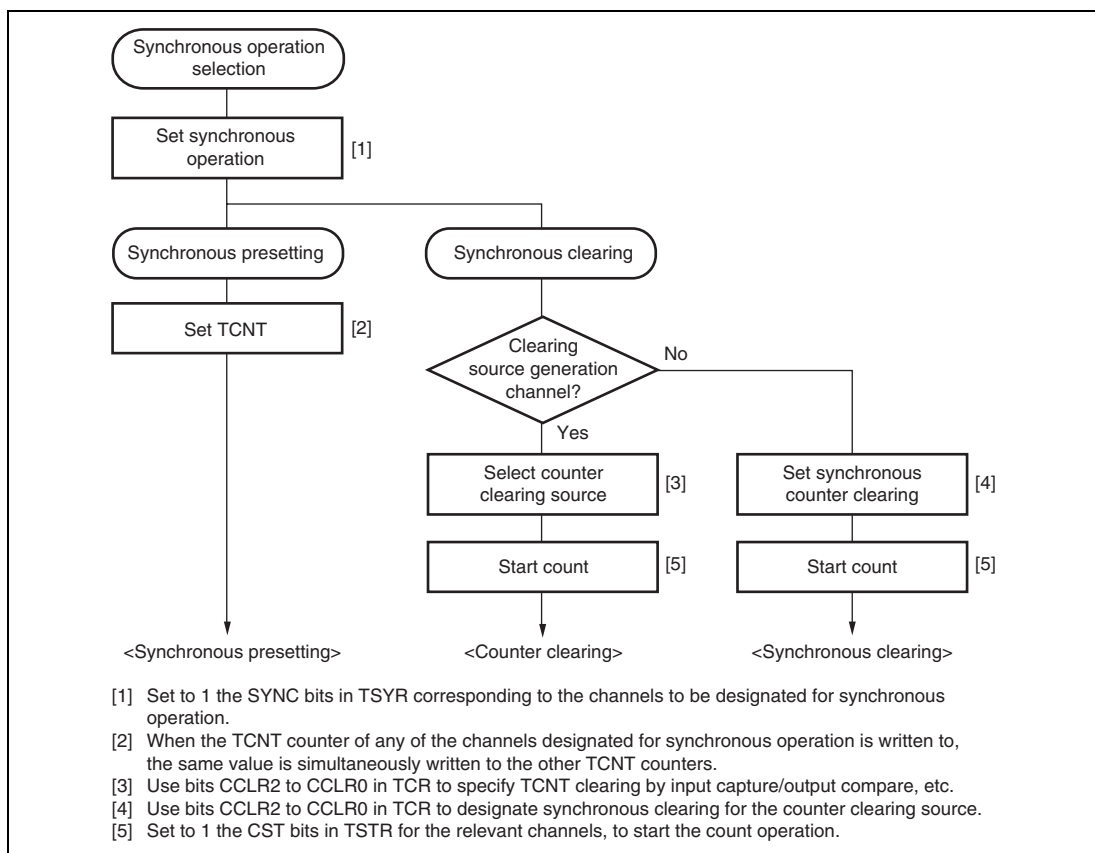 Synchronous operation
selection
Set synchronous
operation
[1]
Synchronous presetting
Synchronous clearing
Set TCNT
[2]
Clearing
source generation
channel?
No
Yes
Select counter
clearing source
[3]
Set synchronous
counter clearing
[4]
Start count
[5]
Start count
[5]
<Synchronous presetting>
<Counter clearing>
<Synchronous clearing>
[1] Set to 1 the SYNC bits in TSYR corresponding to the channels to be designated for synchronous
operation.
[2] When the TCNT counter of any of the channels designated for synchronous operation is written to,
the same value is simultaneously written to the other TCNT counters.
[3] Use bits CCLR2 to CCLR0 in TCR to specify TCNT clearing by input capture/output compare, etc.
[4] Use bits CCLR2 to CCLR0 in TCR to designate synchronous clearing for the counter clearing source.
[5] Set to 1 the CST bits in TSTR for the relevant channels, to start the count operation.